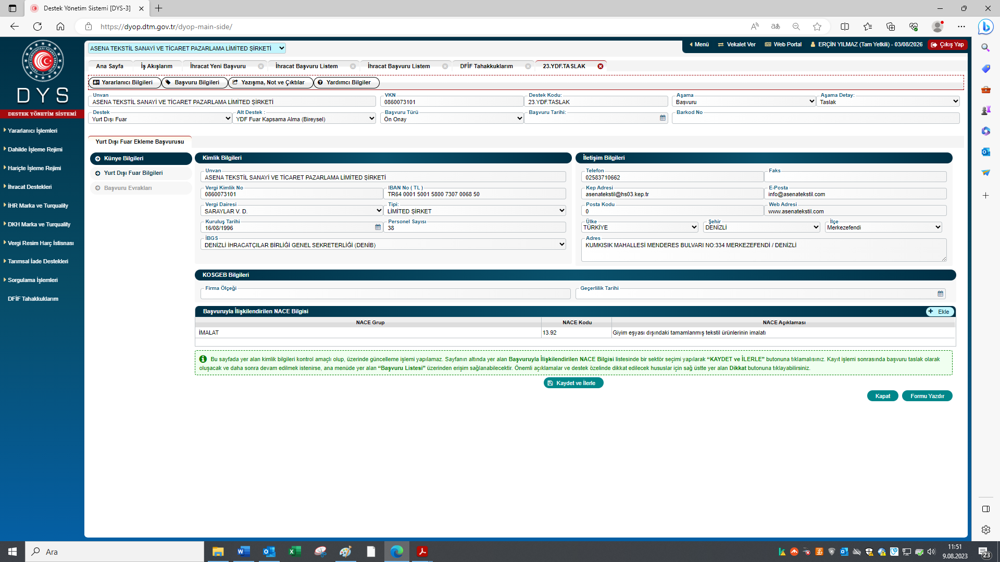 Destek Yönetim Sistemi [DYS-3]
https://dyop.dtm.gov.tr/dyop-main-side/
ASENA TEKSTİL SANAYİ VE TİCARET PAZARLAMA LİMİTED ŞİRKETİ
Menü Vekalet Ver Web Portal ERÇİN YILMAZ (Tam Yetkili) - 03/08/2026 Çıkış Yap
Ana Sayfa İş Akışlarım İhracat Yeni Başvuru İhracat Başvuru Listem İhracat Başvuru Listem DFİF Tahakkuklarım 23.YDF.TASLAK
Yararlanıcı Bilgileri Başvuru Bilgileri Yazışma, Not ve Çıktılar Yardımcı Bilgiler
DYS
DESTEK YÖNETİM SİSTEMİ
Yararlanıcı İşlemleri
Dahilde İşleme Rejimi
Hariçte İşleme Rejimi
İhracat Destekleri
İHR Marka ve Turquality
DKH Marka ve Turquality
Vergi Resim Harç İstisnası
Tarımsal İade Destekleri
Sorgulama İşlemleri
DFİF Tahakkuklarım
Unvan VKN Destek Kodu: Aşama Aşama Detay:
ASENA TEKSTİL SANAYİ VE TİCARET PAZARLAMA LİMİTED ŞİRKETİ 0860073101 23.YDF.TASLAK Başvuru Taslak
Destek Alt Destek : Başvuru Türü Başvuru Tarihi: Barkod No
Yurt Dışı Fuar YDF Fuar Kapsama Alma (Bireysel) Ön Onay
Yurt Dışı Fuar Ekleme Başvurusu
Künye Bilgileri
Yurt Dışı Fuar Bilgileri
Başvuru Evrakları
Kimlik Bilgileri
Unvan
ASENA TEKSTİL SANAYİ VE TİCARET PAZARLAMA LİMİTED ŞİRKETİ
Vergi Kimlik No IBAN No ( TL )
0860073101 TR64 0001 5001 5800 7307 0068 50
Vergi Dairesi Tipi:
SARAYLAR V. D. LİMİTED ŞİRKET
Kuruluş Tarihi Personel Sayısı
16/08/1996 38
İBGS
DENİZLİ İHRACATÇILAR BİRLİĞİ GENEL SEKRETERLİĞİ (DENİB)
İletişim Bilgileri
Telefon Faks
02583710662
Kep Adresi E-Posta
asenatekstil@hs03.kep.tr info@asenatekstil.com
Posta Kodu Web Adresi
0 www.asenatekstil.com
Ülke Şehir İlçe
TÜRKİYE DENİZLİ Merkezefendi
Adres
KUMKISIK MAHALLESİ MENDERES BULVARI NO:334 MERKEZEFENDİ / DENİZLİ
KOSGEB Bilgileri
Firma Ölçeği Geçerlilik Tarihi
Başvuruyla İlişkilendirilen NACE Bilgisi Ekle
NACE Grup NACE Kodu NACE Açıklaması
İMALAT 13.92 Giyim eşyası dışındaki tamamlanmış tekstil ürünlerinin imalatı
Bu sayfada yer alan kimlik bilgileri kontrol amaçlı olup, üzerinde güncelleme işlemi yapılamaz. Sayfanın altında yer alan Başvuruyla İlişkilendirilen NACE Bilgisi listesinde bir sektör seçimi yapılarak “KAYDET ve İLERLE” butonuna tıklamalısınız. Kayıt işlemi sonrasında başvuru taslak olarak
oluşacak ve daha sonra devam edilmek istenirse, ana menüde yer alan “Başvuru Listesi” üzerinden erişim sağlanabilecektir. Önemli açıklamalar ve destek özelinde dikkat edilecek hususlar için sağ üstte yer alan Dikkat butonuna tıklayabilirsiniz.
Kaydet ve İlerle
Kapat Formu Yazdır
Ara
11:51
9.08.2023
23